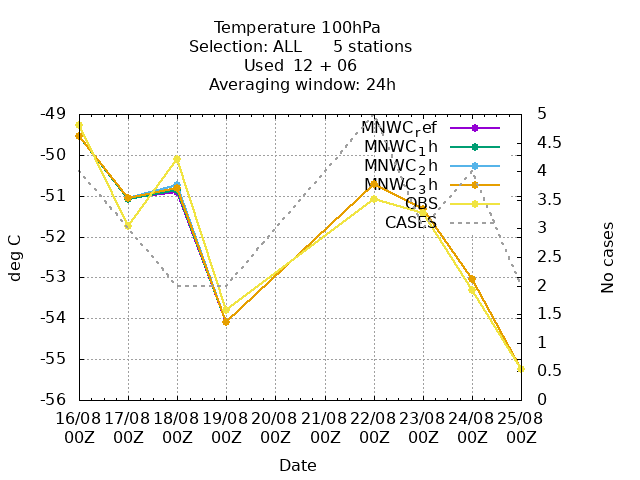 Temperature 100hPa
Selection: ALL 5 stations
Used 12 + 06
Averaging window: 24h
MNWC_ref
MNWC_1h
MNWC_2h
MNWC_3h
OBS
CASES
-49
-50
-51
-52
-53
-54
-55
-56
5
4.5
4
3.5
3
2.5
2
1.5
1
0.5
0
deg C
No cases
16/08 17/08 18/08 19/08 20/08 21/08 22/08 23/08 24/08 25/08
00Z 00Z 00Z 00Z 00Z 00Z 00Z 00Z 00Z 00Z
Date